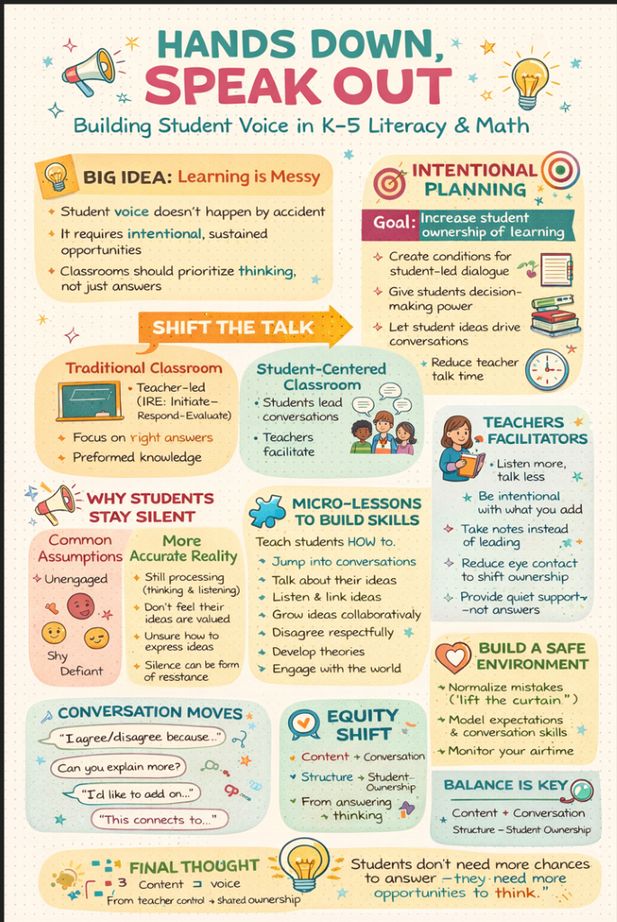 HANDS DOWN,
SPEAK OUT
Building Student Voice in K–5 Literacy & Math
BIG IDEA: Learning is Messy
Student voice doesn't happen by accident
It requires intentional, sustained
opportunities
Classrooms should prioritize thinking,
not just answers
INTENTIONAL
PLANNING
Goal: Increase student
ownership of learning
Create conditions for
student-led dialogue
Give students decision-
making power
Let student ideas drive
conversations
Reduce teacher
talk time
SHIFT THE TALK
Traditional Classroom
Teacher-led
(IRE: Initiate–
Respond-Evaluate)
Focus on right answers
Preformed knowledge
Student-Centered
Classroom
Students lead
conversations
Teachers
facilitate
TEACHERS
FACILITATORS
Listen more,
talk less
Be intentional
with what you add
Take notes instead
of leading
Reduce eye contact
to shift ownership
Provide quiet support
–not answers
WHY STUDENTS
STAY SILENT
Common
Assumptions
Unengaged
Shy
Defiant
More
Accurate Reality
Still processing
(thinking & listening)
Don't feel their
ideas are valued
Unsure how to
express ideas
Silence can be form
of resstance
MICRO-LESSONS
TO BUILD SKILLS
Teach students HOW to.
Jump into conversations
Talk about their ideas
Listen & link ideas
Grow ideas collaborativaly
Disagree respectfully
Develop theories
Engage with the world
BUILD A SAFE
ENVIRONMENT
Normalize mistakes
("lift the curtain.")
Model expectations
& conversation skills
Monitor your airtime
CONVERSATION MOVES
"I agree/disagree because..."
Can you explain more?
"I'd like to add on..."
"This connects to..."
EQUITY
SHIFT
Content + Conversation
Structure → Student-
Ownership
From answering
→ thinking
BALANCE IS KEY
Content + Conversation
Structure – Student Ownership
FINAL THOUGHT
3 Content ⊐ voice
From teacher control → shared ownership
Students don't need more chances
to answer –they need more
opportunities to think."